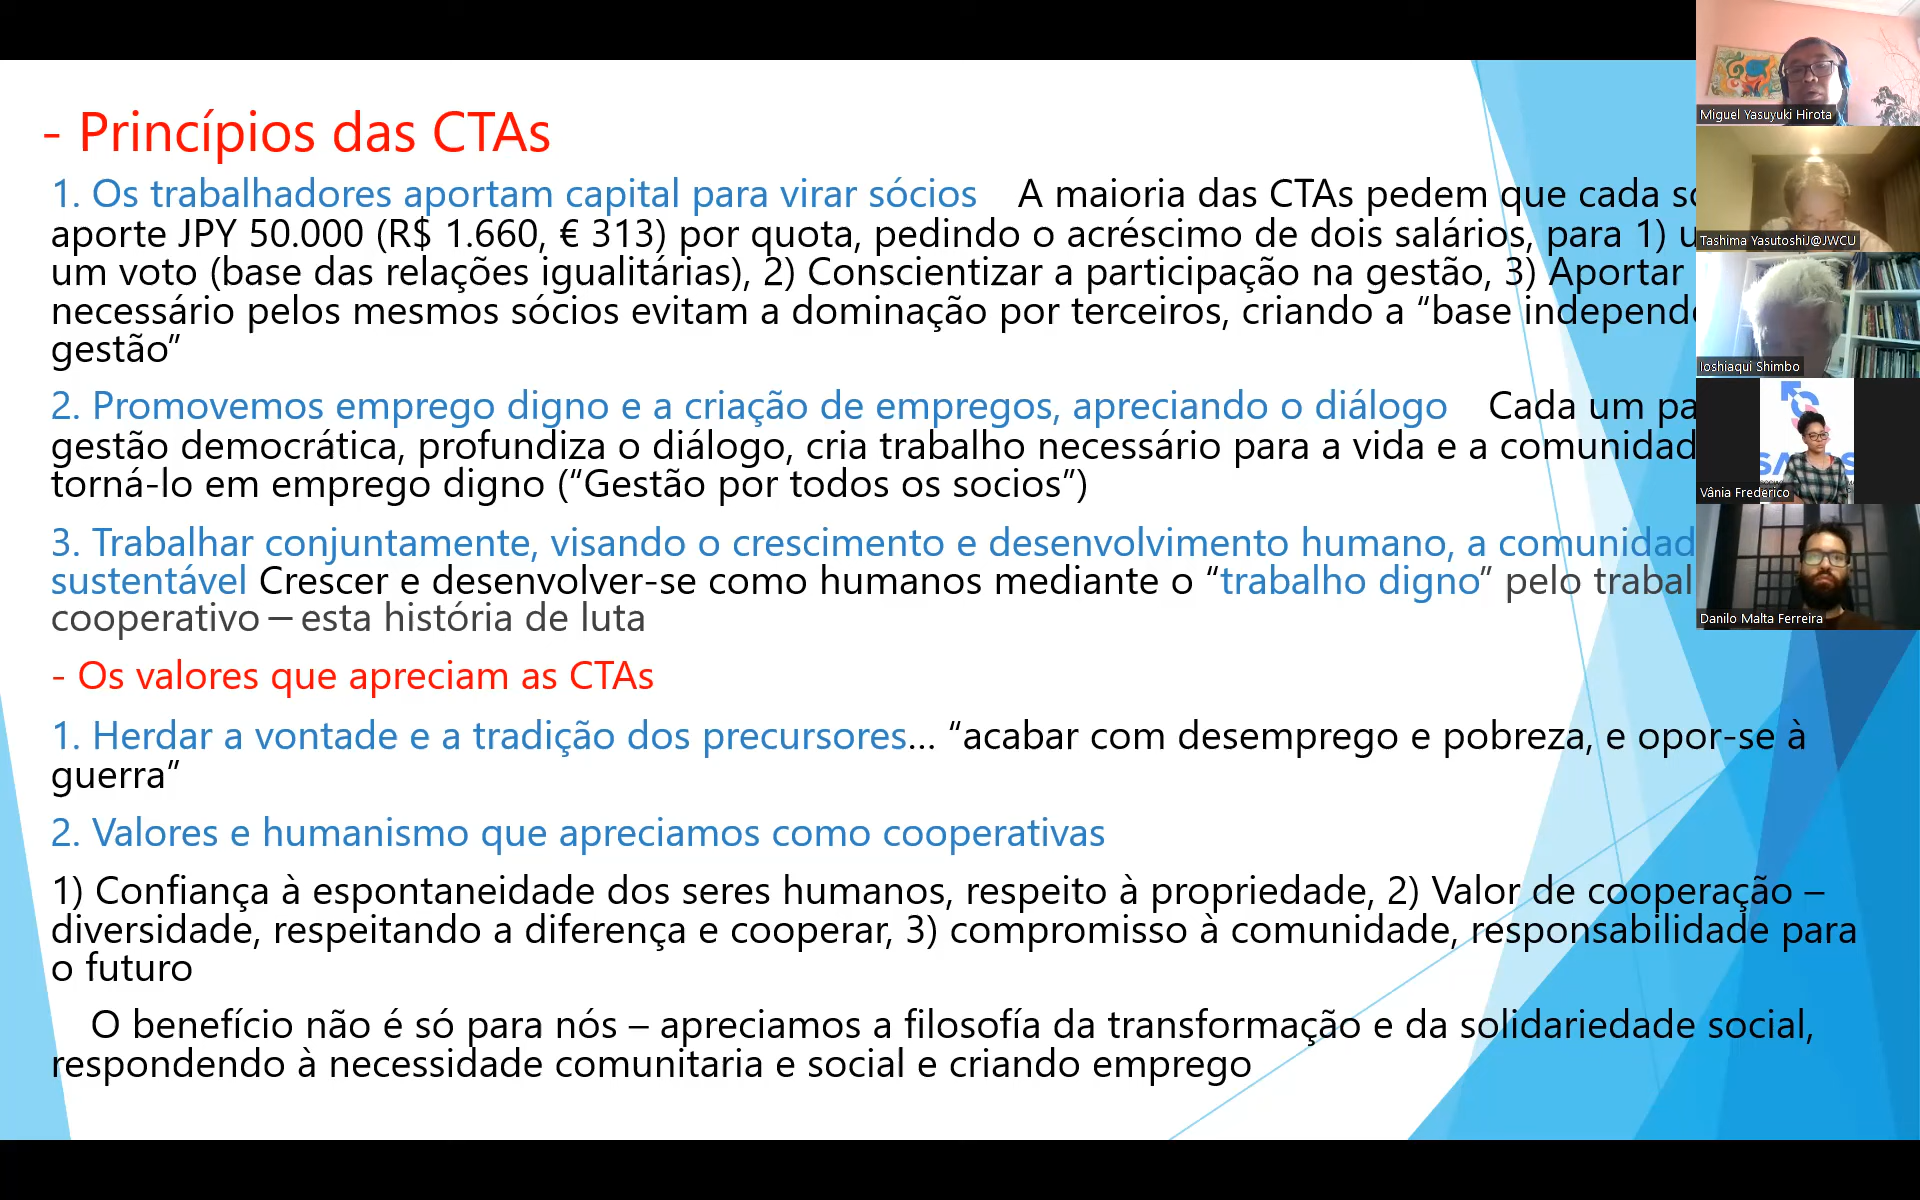 - Princípios das CTAs
1. Os trabalhadores aportam capital para virar sócios A maioria das CTAs pedem que cada
aporte JPY 50.000 (R$ 1.660, € 313) por quota, pedindo o acréscimo de dois salários, para 1)
um voto (base das relações igualitárias), 2) Conscientizar a participação na gestão, 3) Aportar
necessário pelos mesmos sócios evitam a dominação por terceiros, criando a “base
gestão”
2. Promovemos emprego digno e a criação de empregos, apreciando o diálogo Cada um
gestão democrática, profundiza o diálogo, cria trabalho necessário para a vida e a
torná-lo em emprego digno (“Gestão por todos os socios”)
3. Trabalhar conjuntamente, visando o crescimento e desenvolvimento humano, a
sustentável Crescer e desenvolver-se como humanos mediante o “trabalho digno” pelo
cooperativo — esta história de luta
- Os valores que apreciam as CTAs
1. Herdar a vontade e a tradição dos precursores... “acabar com desemprego e pobreza, e opor-se à
guerra”
2. Valores e humanismo que apreciamos como cooperativas
1) Confiança à espontaneidade dos seres humanos, respeito à propriedade, 2) Valor de cooperação –
diversidade, respeitando a diferença e cooperar, 3) compromisso à comunidade, responsabilidade para
o futuro
O benefício não é só para nós – apreciamos a filosofía da transformação e da solidariedade social,
respondendo à necessidade comunitaria e social e criando emprego
Miguel Yasuyuki Hirota
Tashima YasutoshiJ@JWCU
Ioshiaqui Shimbo
Vânia Frederico
Danilo Malta Ferreira